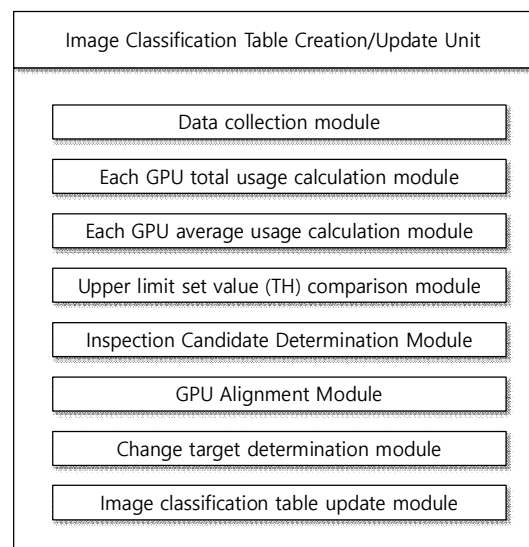 Image Classification Table Creation/Update Unit
Data collection module
Each GPU total usage calculation module
Each GPU average usage calculation module
Upper limit set value (TH) comparison module
Inspection Candidate Determination Module
GPU Alignment Module
Change target determination module
Image classification table update module